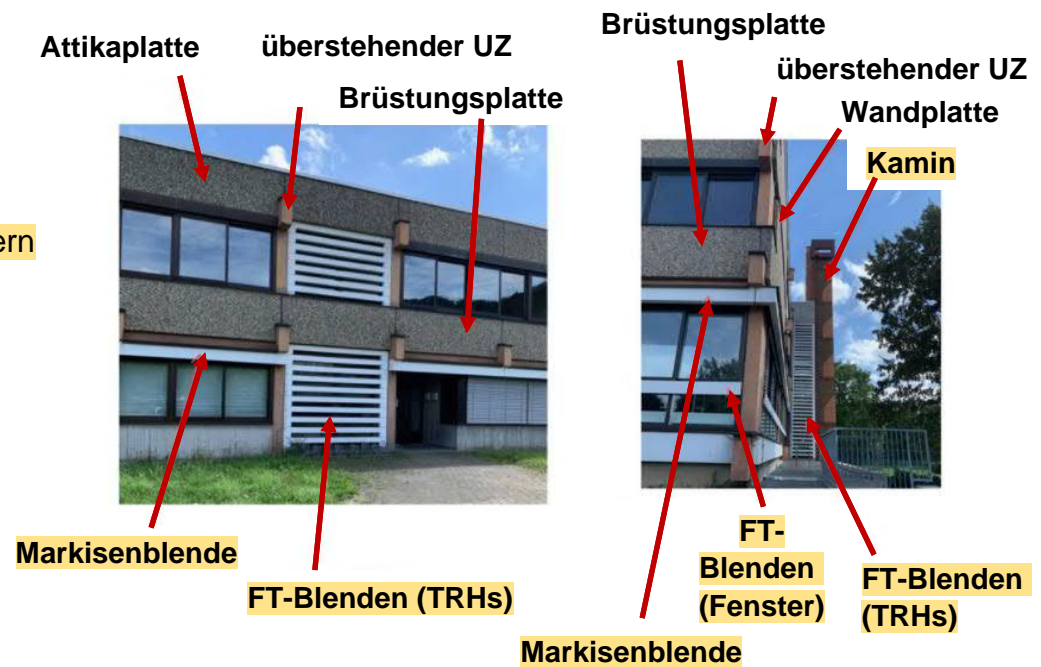 Attikaplatte
überstehender UZ
Brüstungsplatte
ern
Markisenblende
FT-Blenden (TRHs)
Brüstungsplatte
überstehender UZ
Wandplatte
Kamin
FT-
Blenden
(Fenster)
FT-Blenden
(TRHs)
Markisenblende